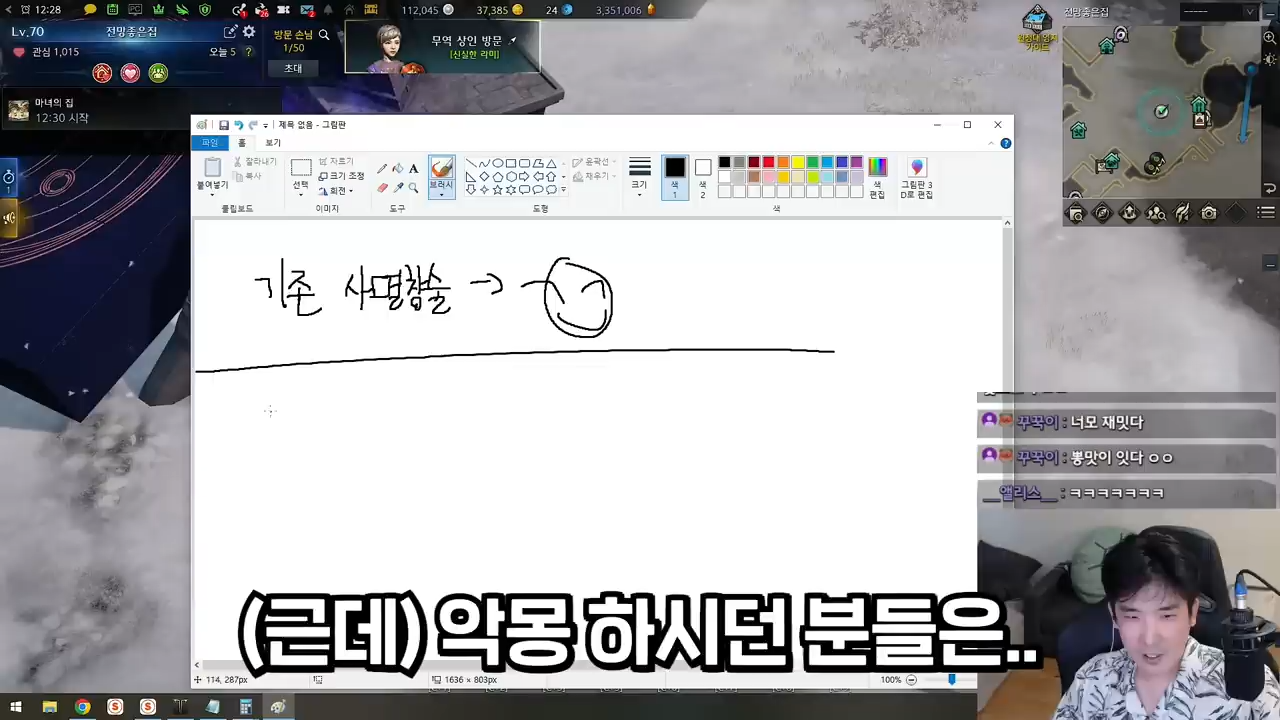 12:28
112,045
37,385
24
3,351,006
Lv.70
전망좋은집
관심 1,015
오늘 5
?
방문 손님
1/50
초대
무역 상인 방문
[신실한 라미]
마녀의 집
12:30 시작
전망좋은집
제목 없음 - 그림판
파일
홈
보기
붙여넣기
잘라내기
복사
클립보드
선택
자르기
크기 조정
회전
이미지
A
도구
브러시
윤곽선
채우기
도형
크기
색 1
색 2
색 편집
색
그림판 3D로 편집
기존 사멸참술 →
꾸꾹이 : 너모 재밋다
꾸꾹이 : 뽕맛이 잇다 ㅇㅇ
__앨리스__ : ㅋㅋㅋㅋㅋㅋㅋ
(근데) 악몽 하시던 분들은..
114, 287px
1636 × 803px
100%